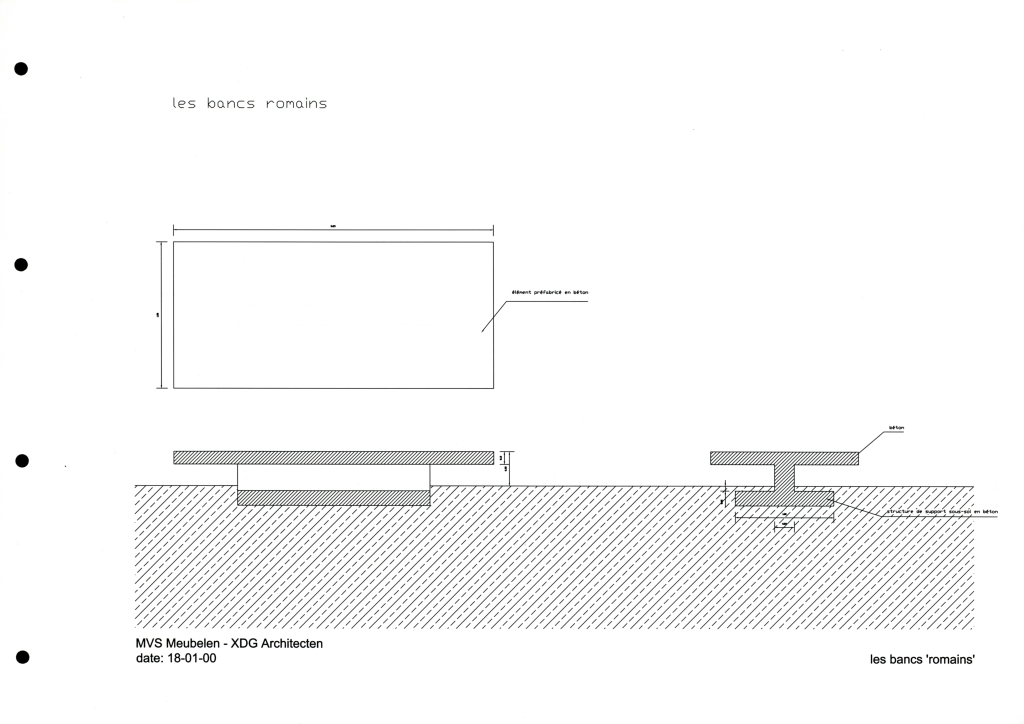 les bancs romains
élément préfabricé en béton
béton
structure de support sous-sol en béton
MVS Meubelen - XDG Architecten
date: 18-01-00
les bancs 'romains'